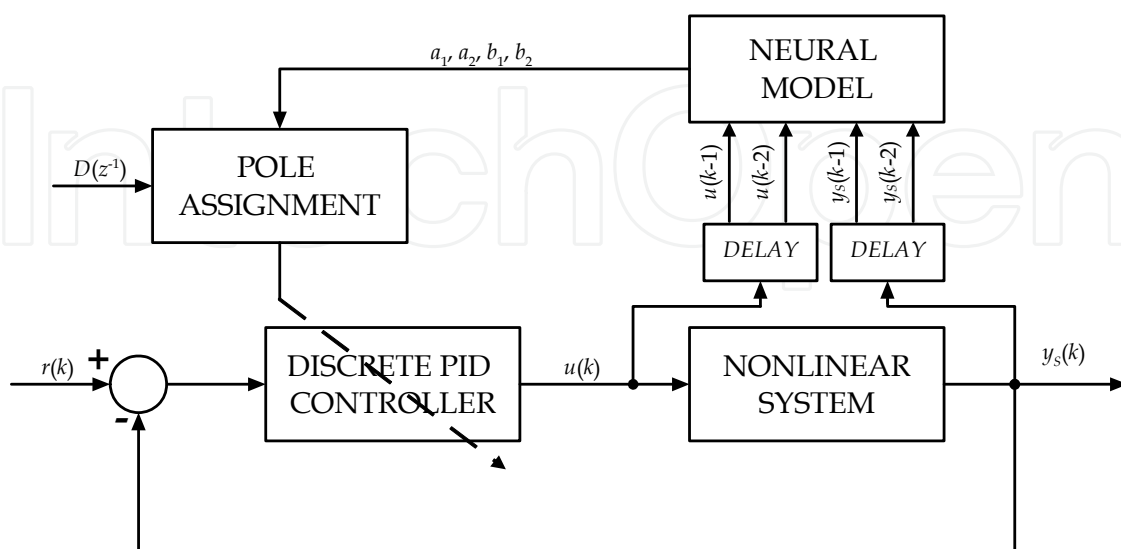 NEURAL
MODEL
a₁, a₂, b₁, b₂
IntechOpen
POLE
ASSIGNMENT
D(z⁻¹)
u(k-1)
u(k-2)
yₛ(k-1)
yₛ(k-2)
DELAY
DELAY
r(k)
+
-
DISCRETE PID
CONTROLLER
u(k)
NONLINEAR
SYSTEM
yₛ(k)